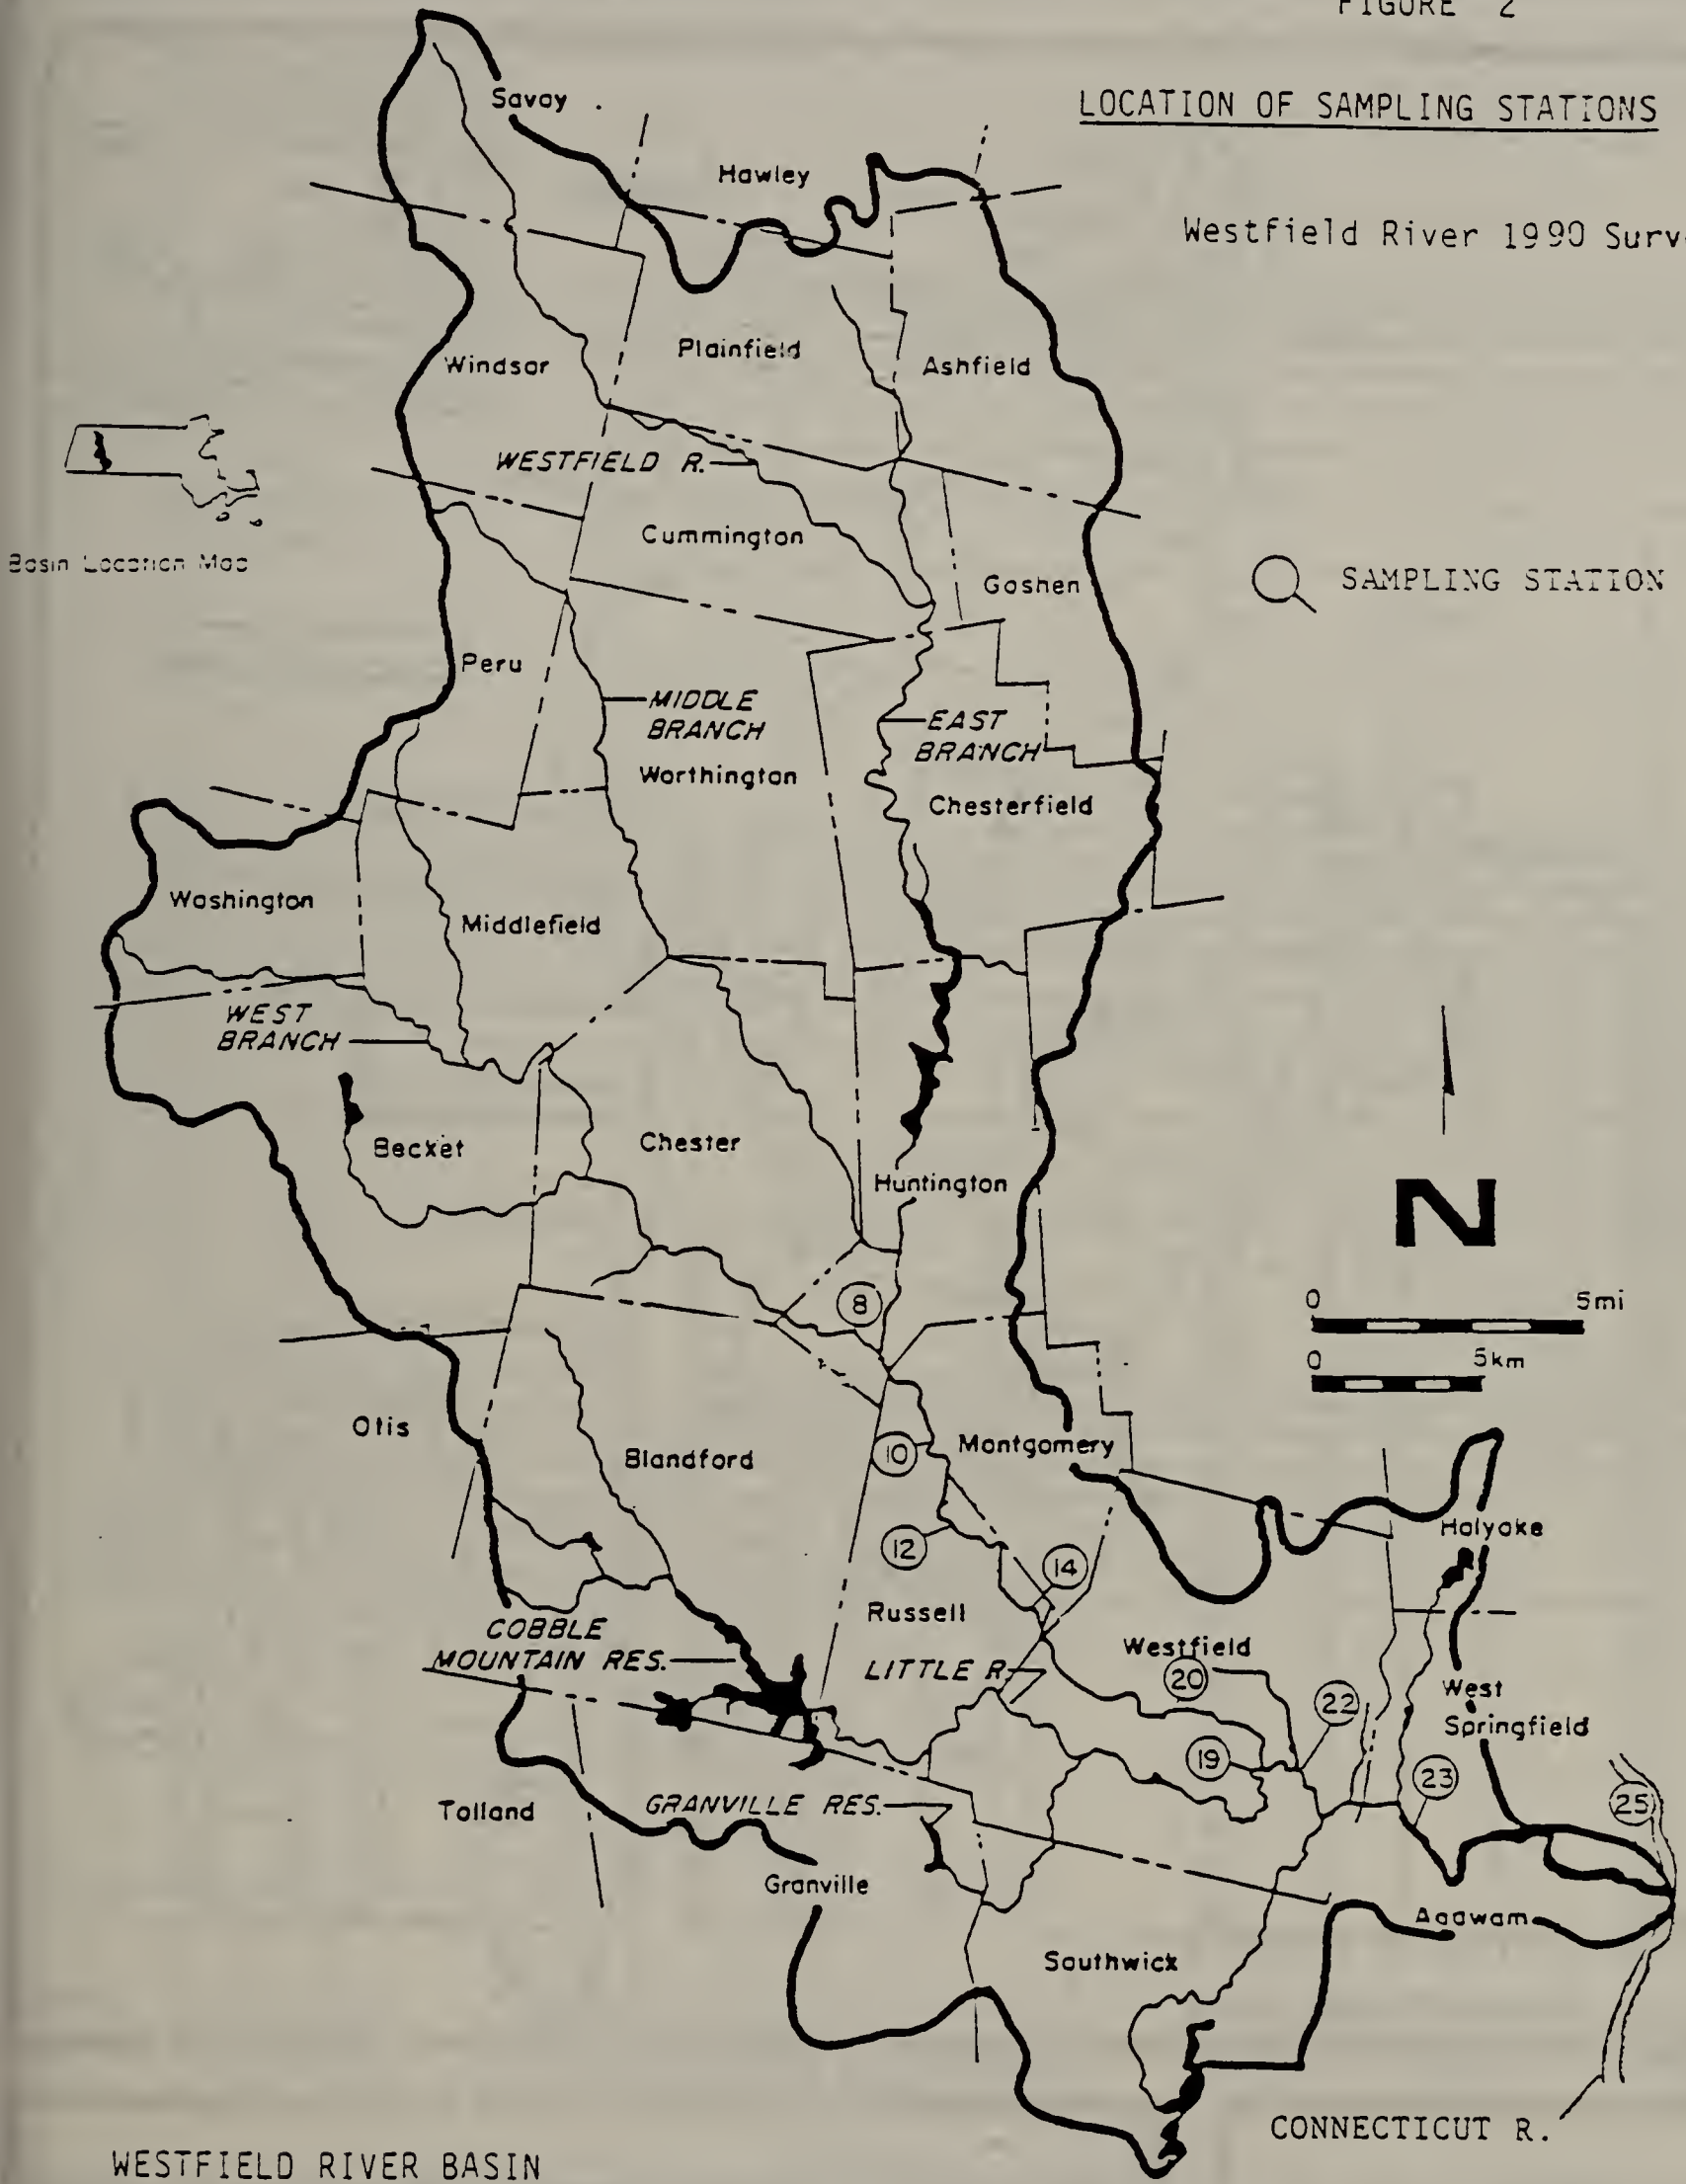 FIGURE 2
LOCATION OF SAMPLING STATIONS
Westfield River 1990 Surv
Savoy
Hawley
Windsor
Plainfield
Ashfield
WESTFIELD R.
Cummington
Goshen
Basin Location Map
SAMPLING STATION
Peru
MIDDLE
BRANCH
EAST
BRANCH
Worthington
Chesterfield
Washington
Middlefield
WEST
BRANCH
Becket
Chester
Huntington
N
8
0 5mi
0 5km
Otis
Blandford
10
Montgomery
12
14
Holyoke
Russell
COBBLE
MOUNTAIN RES.
LITTLE R.
Westfield
20
22
West
Springfield
19
23
25
Tolland
GRANVILLE RES.
Granville
Agawam
Southwick
CONNECTICUT R.
WESTFIELD RIVER BASIN